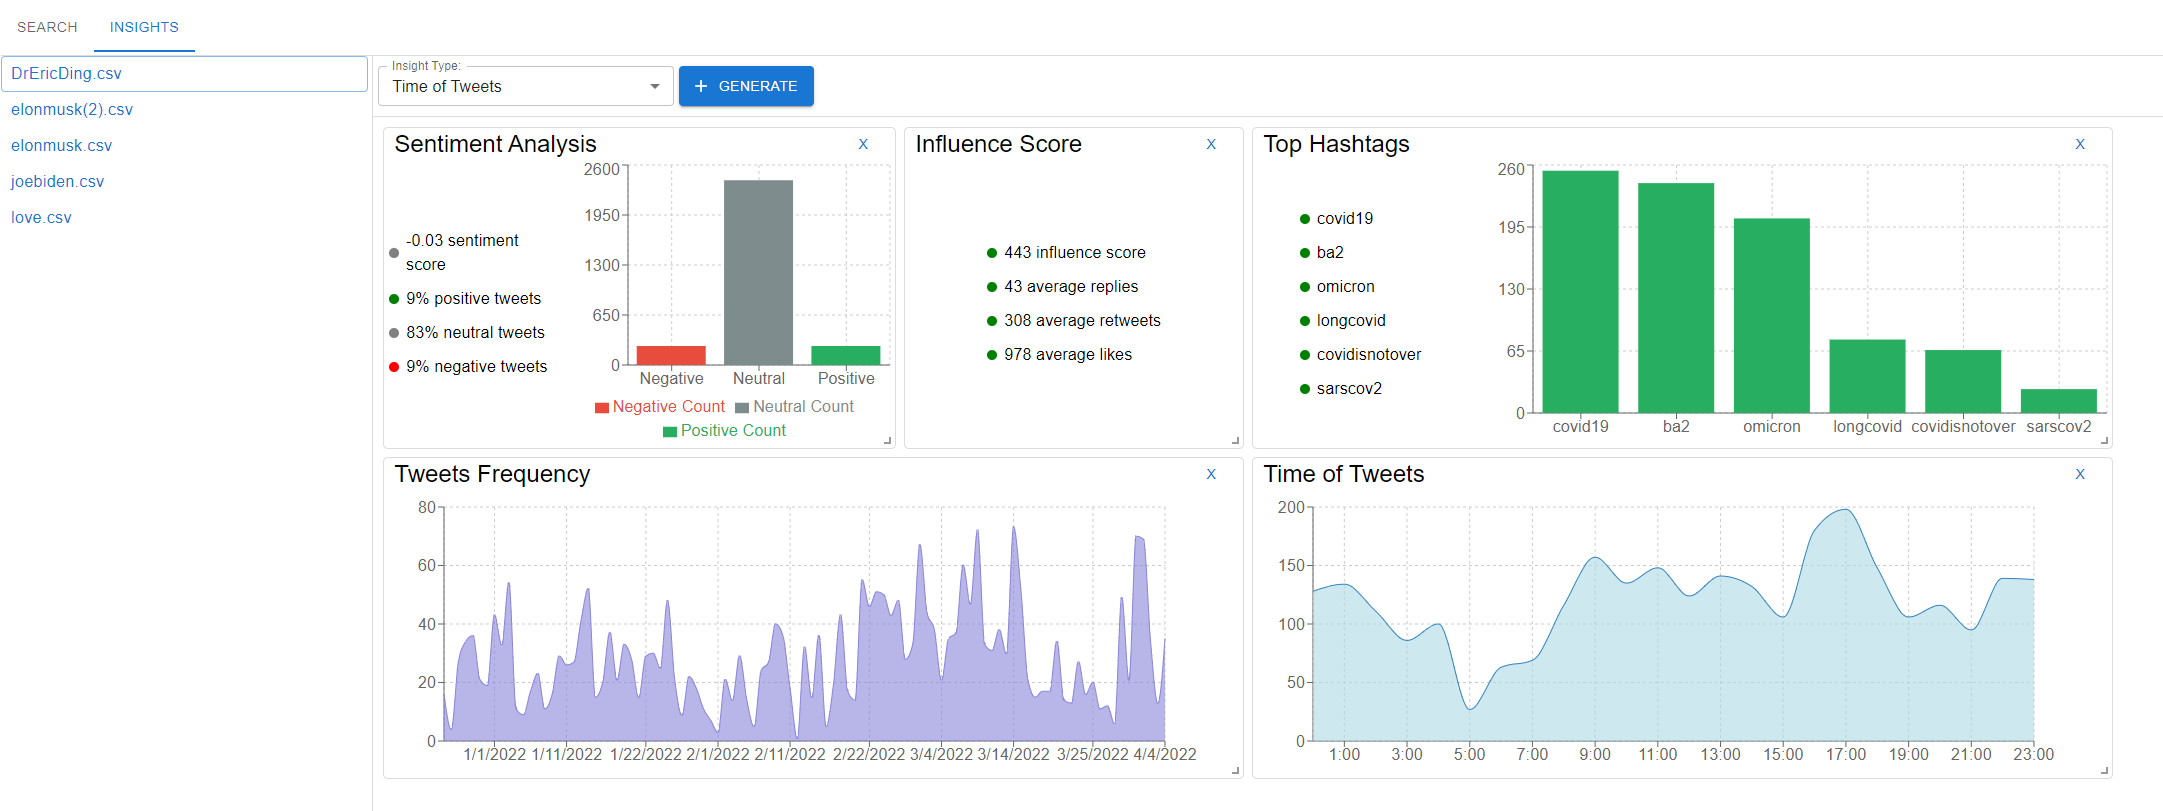 SEARCH INSIGHTS
DrEricDing.csv
elonmusk(2).csv
elonmusk.csv
joebiden.csv
love.csv
Insight Type:
Time of Tweets
+ GENERATE
Sentiment Analysis X
-0.03 sentiment
score
9% positive tweets
83% neutral tweets
9% negative tweets
2600
1950
1300
650
0
Negative Neutral Positive
Negative Count Neutral Count
Positive Count
Influence Score X
443 influence score
43 average replies
308 average retweets
978 average likes
Top Hashtags X
covid19
ba2
omicron
longcovid
covidisnotover
sarscov2
260
195
130
65
0
covid19 ba2 omicron longcovid covidisnotover sarscov2
Tweets Frequency X
80
60
40
20
0
1/1/2022 1/11/2022 1/22/2022 2/1/2022 2/11/2022 2/22/2022 3/4/2022 3/14/2022 3/25/2022 4/4/2022
Time of Tweets X
200
150
100
50
0
1:00 3:00 5:00 7:00 9:00 11:00 13:00 15:00 17:00 19:00 21:00 23:00